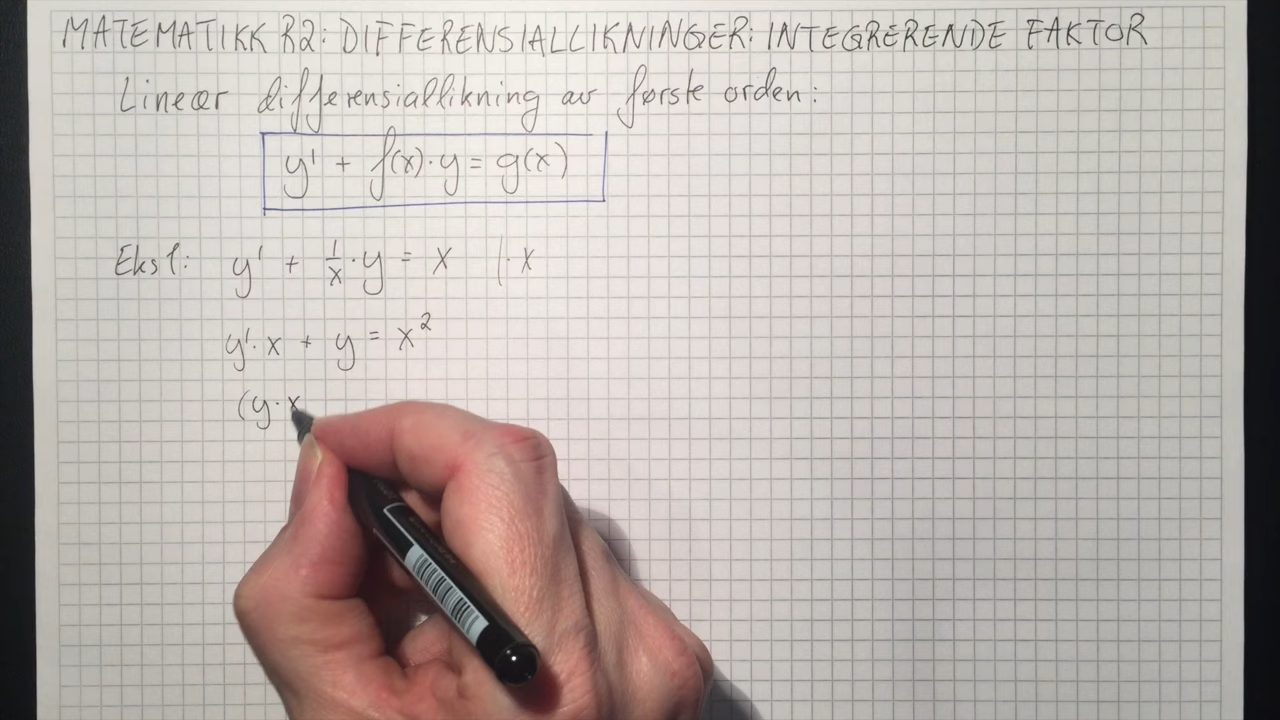 MATEMATIKK R2: DIFFERENSIALLIKNINGER: INTEGRERENDE FAKTOR
Lineær differensiallikning av første orden:
y' + f(x)·y = g(x)
Eks 1: y' + 1/x · y = x |·x
y'·x + y = x²
(y·x